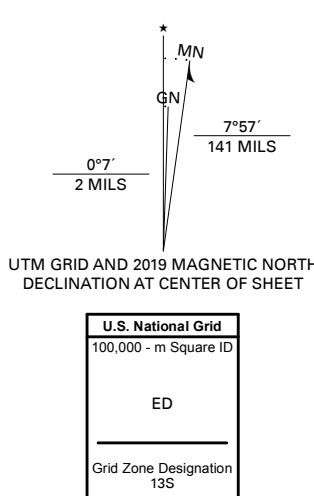 ★
MN
GN
7°57´
141 MILS
0°7´
2 MILS
UTM GRID AND 2019 MAGNETIC NORTH
DECLINATION AT CENTER OF SHEET
U.S. National Grid
100,000 - m Square ID
ED
Grid Zone Designation
13S